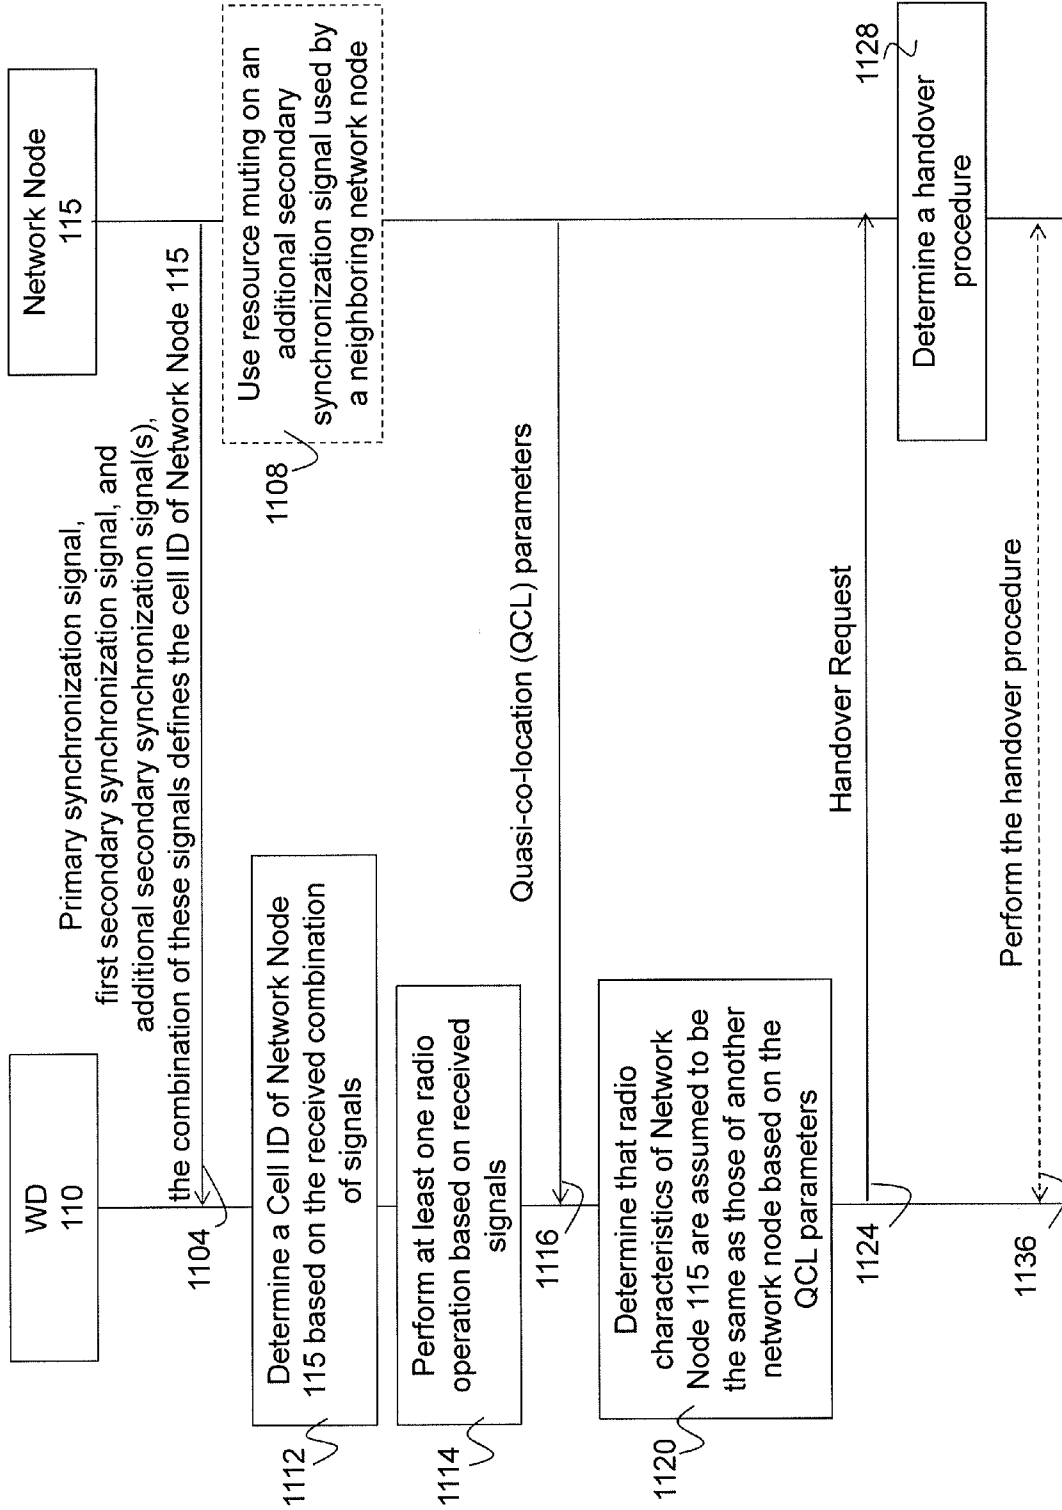 WD
110
Network Node
115
Primary synchronization signal,
first secondary synchronization signal, and
additional secondary synchronization signal(s),
the combination of these signals defines the cell ID of Network Node 115
1104
Use resource muting on an
additional secondary
synchronization signal used by
a neighboring network node
1108
Determine a Cell ID of Network Node
115 based on the received combination
of signals
1112
Perform at least one radio
operation based on received
signals
1114
Quasi-co-location (QCL) parameters
1116
Determine that radio
characteristics of Network
Node 115 are assumed to be
the same as those of another
network node based on the
QCL parameters
1120
Handover Request
1124
1128
Determine a handover
procedure
Perform the handover procedure
1136